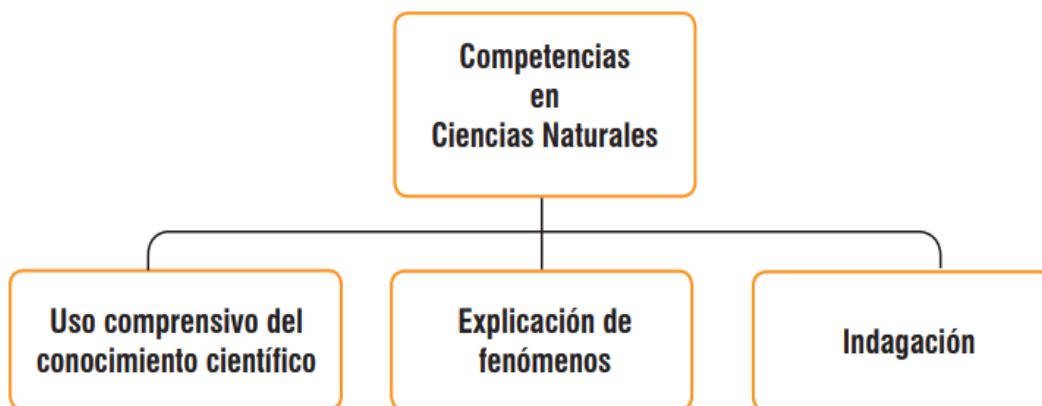 Competencias
en
Ciencias Naturales
Uso comprensivo del
conocimiento científico
Explicación de
fenómenos
Indagación